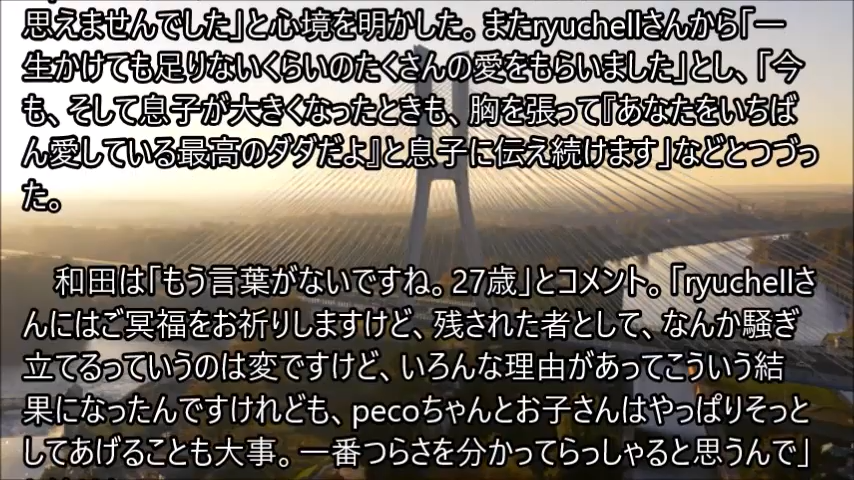 思えませんでした」と心境を明かした。またryuchellさんから「一
生かけても足りないくらいのたくさんの愛をもらいました」とし、「今
も、そして息子が大きくなったときも、胸を張って『あなたをいちば
ん愛している最高のダダだよ』と息子に伝え続けます」などとつづっ
た。
和田は「もう言葉がないですね。27歳」とコメント。「ryuchellさ
んにはご冥福をお祈りしますけど、残された者として、なんか騒ぎ
立てるっていうのは変ですけど、いろんな理由があってこういう結
果になったんですけれども、pecoちゃんとお子さんはやっぱりそっと
してあげることも大事。一番つらさを分かってらっしゃると思うんで」